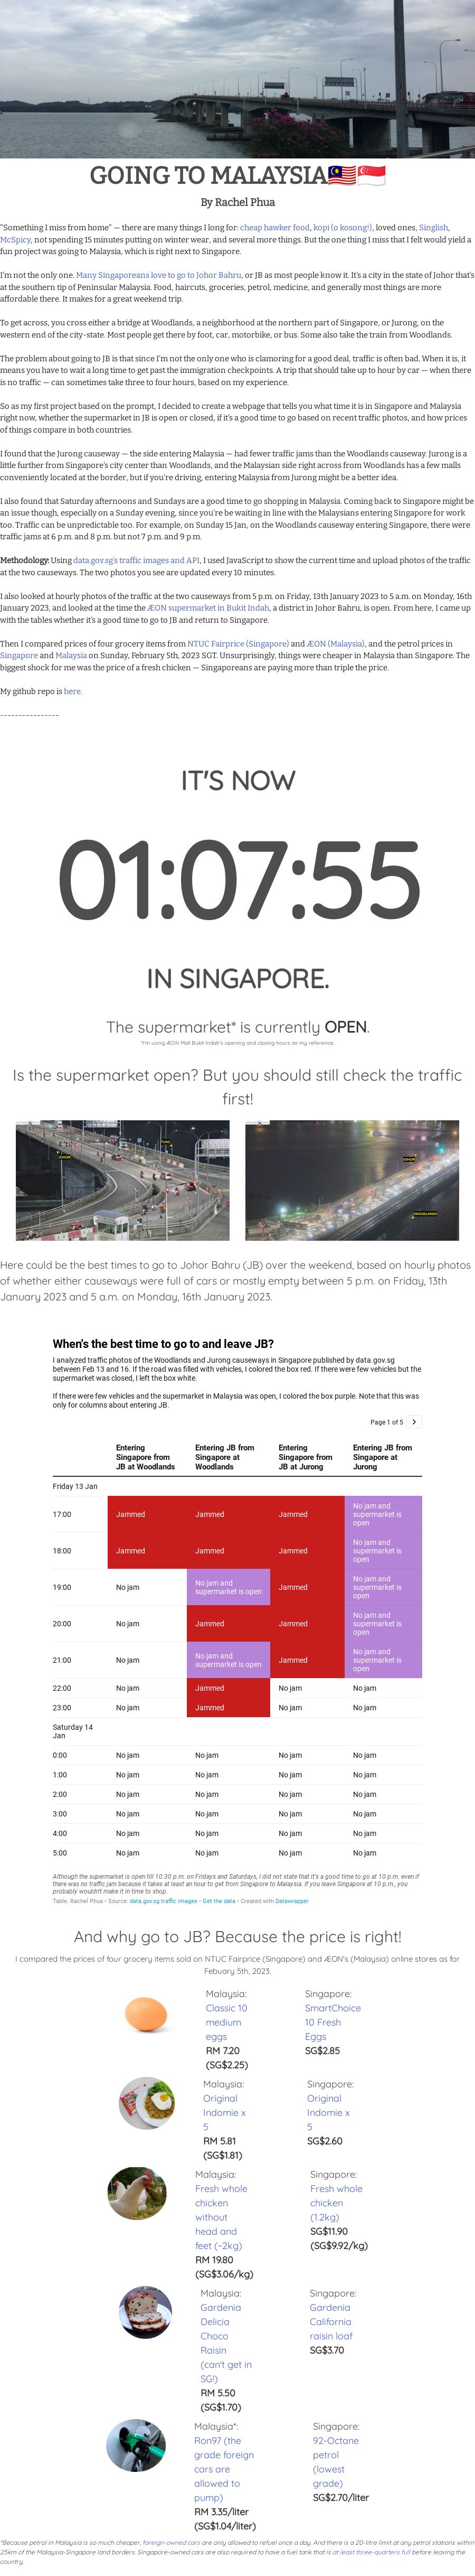 GOING TO MALAYSIA🇲🇾🇸🇬
By Rachel Phua
"Something I miss from home" — there are many things I long for: cheap hawker food, kopi (o kosong!), loved ones, Singlish,
McSpicy, not spending 15 minutes putting on winter wear, and several more things. But the one thing I miss that I felt would yield a
fun project was going to Malaysia, which is right next to Singapore.
I'm not the only one. Many Singaporeans love to go to Johor Bahru, or JB as most people know it. It's a city in the state of Johor that's
at the southern tip of Peninsular Malaysia. Food, haircuts, groceries, petrol, medicine, and generally most things are more
affordable there. It makes for a great weekend trip.
To get across, you cross either a bridge at Woodlands, a neighborhood at the northern part of Singapore, or Jurong, on the
western end of the city-state. Most people get there by foot, car, motorbike, or bus. Some also take the train from Woodlands.
The problem about going to JB is that since I'm not the only one who is clamoring for a good deal, traffic is often bad. When it is, it
means you have to wait a long time to get past the immigration checkpoints. A trip that should take up to hour by car — when there
is no traffic — can sometimes take three to four hours, based on my experience.
So as my first project based on the prompt, I decided to create a webpage that tells you what time it is in Singapore and Malaysia
right now, whether the supermarket in JB is open or closed, if it's a good time to go based on recent traffic photos, and how prices
of things compare in both countries.
I found that the Jurong causeway — the side entering Malaysia — had fewer traffic jams than the Woodlands causeway. Jurong is a
little further from Singapore's city center than Woodlands, and the Malaysian side right across from Woodlands has a few malls
conveniently located at the border, but if you're driving, entering Malaysia from Jurong might be a better idea.
I also found that Saturday afternoons and Sundays are a good time to go shopping in Malaysia. Coming back to Singapore might be
an issue though, especially on a Sunday evening, since you're be waiting in line with the Malaysians entering Singapore for work
too. Traffic can be unpredictable too. For example, on Sunday 15 Jan, on the Woodlands causeway entering Singapore, there were
traffic jams at 6 p.m. and 8 p.m. but not 7 p.m. and 9 p.m.
Methodology: Using data.gov.sg's traffic images and API, I used JavaScript to show the current time and upload photos of the traffic
at the two causeways. The two photos you see are updated every 10 minutes.
I also looked at hourly photos of the traffic at the two causeways from 5 p.m. on Friday, 13th January 2023 to 5 a.m. on Monday, 16th
January 2023, and looked at the time the ÆON supermarket in Bukit Indah, a district in Johor Bahru, is open. From here, I came up
with the tables whether it's a good time to go to JB and return to Singapore.
Then I compared prices of four grocery items from NTUC Fairprice (Singapore) and ÆON (Malaysia), and the petrol prices in
Singapore and Malaysia on Sunday, February 5th, 2023 SGT. Unsurprisingly, things were cheaper in Malaysia than Singapore. The
biggest shock for me was the price of a fresh chicken — Singaporeans are paying more than triple the price.
My github repo is here.
----------------
IT'S NOW
01:07:55
IN SINGAPORE.
The supermarket* is currently OPEN.
*I'm using ÆON Mall Bukit Indah's opening and closing hours as my reference.
Is the supermarket open? But you should still check the traffic
first!
WOODLANDS
Here could be the best times to go to Johor Bahru (JB) over the weekend, based on hourly photos
of whether either causeways were full of cars or mostly empty between 5 p.m. on Friday, 13th
January 2023 and 5 a.m. on Monday, 16th January 2023.
When's the best time to go to and leave JB?
I analyzed traffic photos of the Woodlands and Jurong causeways in Singapore published by data.gov.sg
between Feb 13 and 16. If the road was filled with vehicles, I colored the box red. If there were few vehicles but the
supermarket was closed, I left the box white.
If there were few vehicles and the supermarket in Malaysia was open, I colored the box purple. Note that this was
only for columns about entering JB.
Page 1 of 5 >
Entering Singapore from JB at Woodlands | Entering JB from Singapore at Woodlands | Entering Singapore from JB at Jurong | Entering JB from Singapore at Jurong
Friday 13 Jan
17:00 Jammed Jammed Jammed No jam and supermarket is open
18:00 Jammed Jammed Jammed No jam and supermarket is open
19:00 No jam No jam and supermarket is open Jammed No jam and supermarket is open
20:00 No jam Jammed Jammed No jam and supermarket is open
21:00 No jam No jam and supermarket is open Jammed No jam and supermarket is open
22:00 No jam Jammed No jam No jam
23:00 No jam Jammed No jam No jam
Saturday 14 Jan
0:00 No jam No jam No jam No jam
1:00 No jam No jam No jam No jam
2:00 No jam No jam No jam No jam
3:00 No jam No jam No jam No jam
4:00 No jam No jam No jam No jam
5:00 No jam No jam No jam No jam
Although the supermarket is open till 10:30 p.m. on Fridays and Saturdays, I did not state that it's a good time to go at 10 p.m. even if
there was no traffic jam because it takes at least an hour to get from Singapore to Malaysia. If you leave Singapore at 10 p.m., you
probably wouldn't make it in time to shop.
Table: Rachel Phua • Source: data.gov.sg traffic images • Get the data • Created with Datawrapper
And why go to JB? Because the price is right!
I compared the prices of four grocery items sold on NTUC Fairprice (Singapore) and ÆON's (Malaysia) online stores as for
Febuary 5th, 2023.
Malaysia:
Classic 10
medium
eggs
RM 7.20
(SG$2.25)
Singapore:
SmartChoice
10 Fresh
Eggs
SG$2.85
Malaysia:
Original
Indomie x
5
RM 5.81
(SG$1.81)
Singapore:
Original
Indomie x
5
SG$2.60
Malaysia:
Fresh whole
chicken
without
head and
feet (~2kg)
RM 19.80
(SG$3.06/kg)
Singapore:
Fresh whole
chicken
(1.2kg)
SG$11.90
(SG$9.92/kg)
Malaysia:
Gardenia
Delicia
Choco
Raisin
(can't get in
SG!)
RM 5.50
(SG$1.70)
Singapore:
Gardenia
California
raisin loaf
SG$3.70
Malaysia*:
Ron97 (the
grade foreign
cars are
allowed to
pump)
RM 3.35/liter
(SG$1.04/liter)
Singapore:
92-Octane
petrol
(lowest
grade)
SG$2.70/liter
*Because petrol in Malaysia is so much cheaper, foreign-owned cars are only allowed to refuel once a day. And there is a 20-litre limit at any petrol stations within
25km of the Malaysia-Singapore land borders. Singapore-owned cars are also required to have a fuel tank that is at least three-quarters full before leaving the
country.